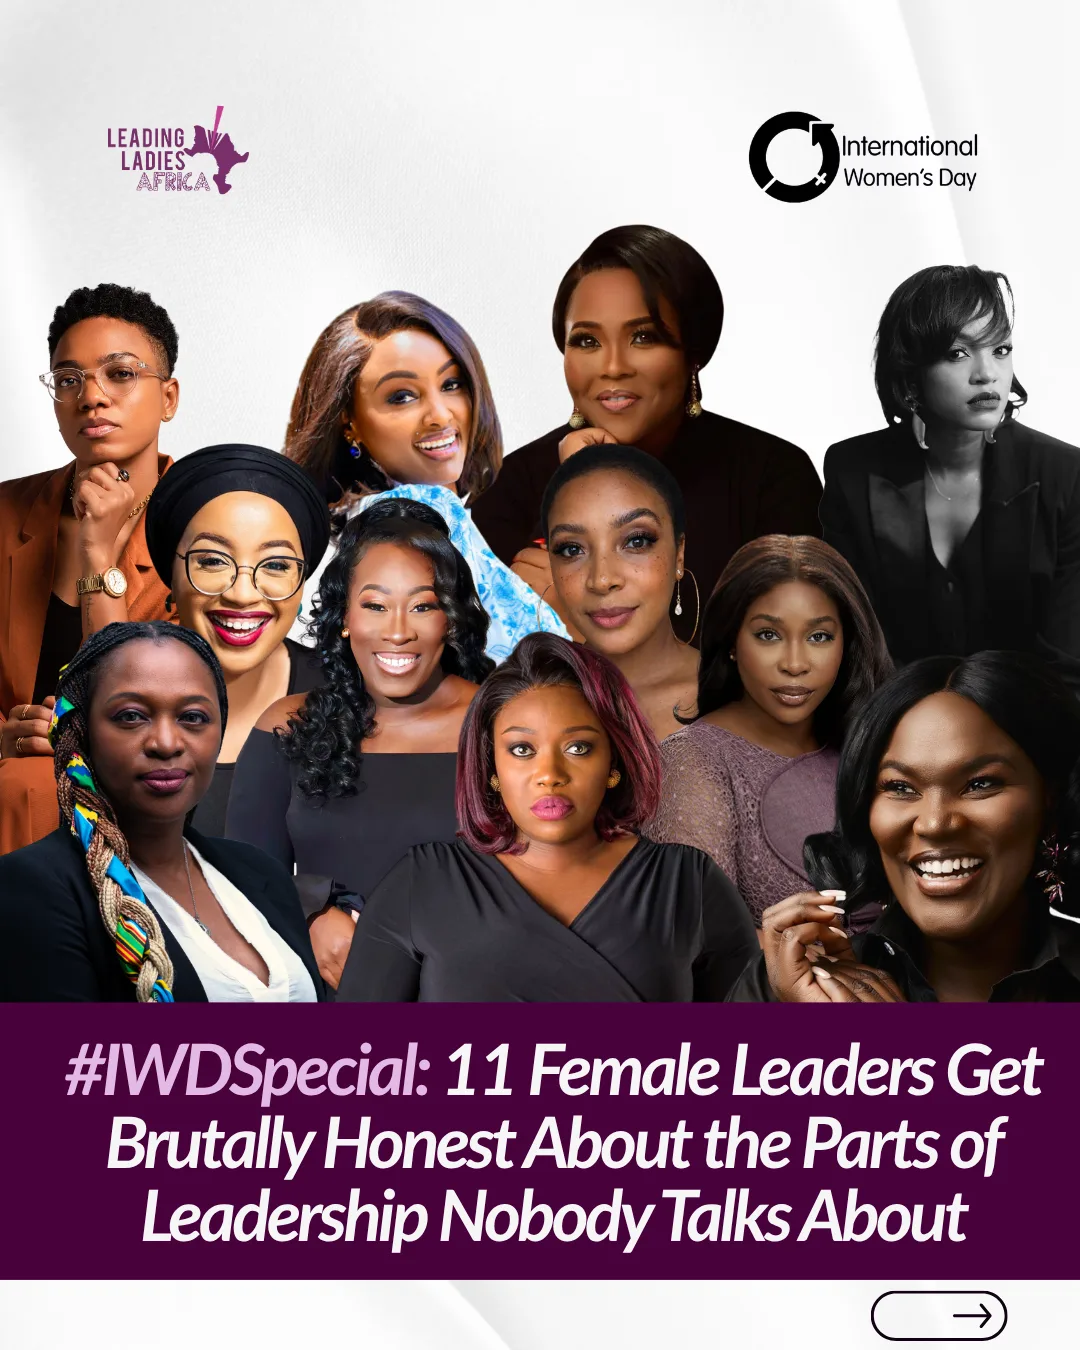 LEADING
LADIES
AFRICA
International
Women's Day
#IWDSpecial: 11 Female Leaders Get
Brutally Honest About the Parts of
Leadership Nobody Talks About